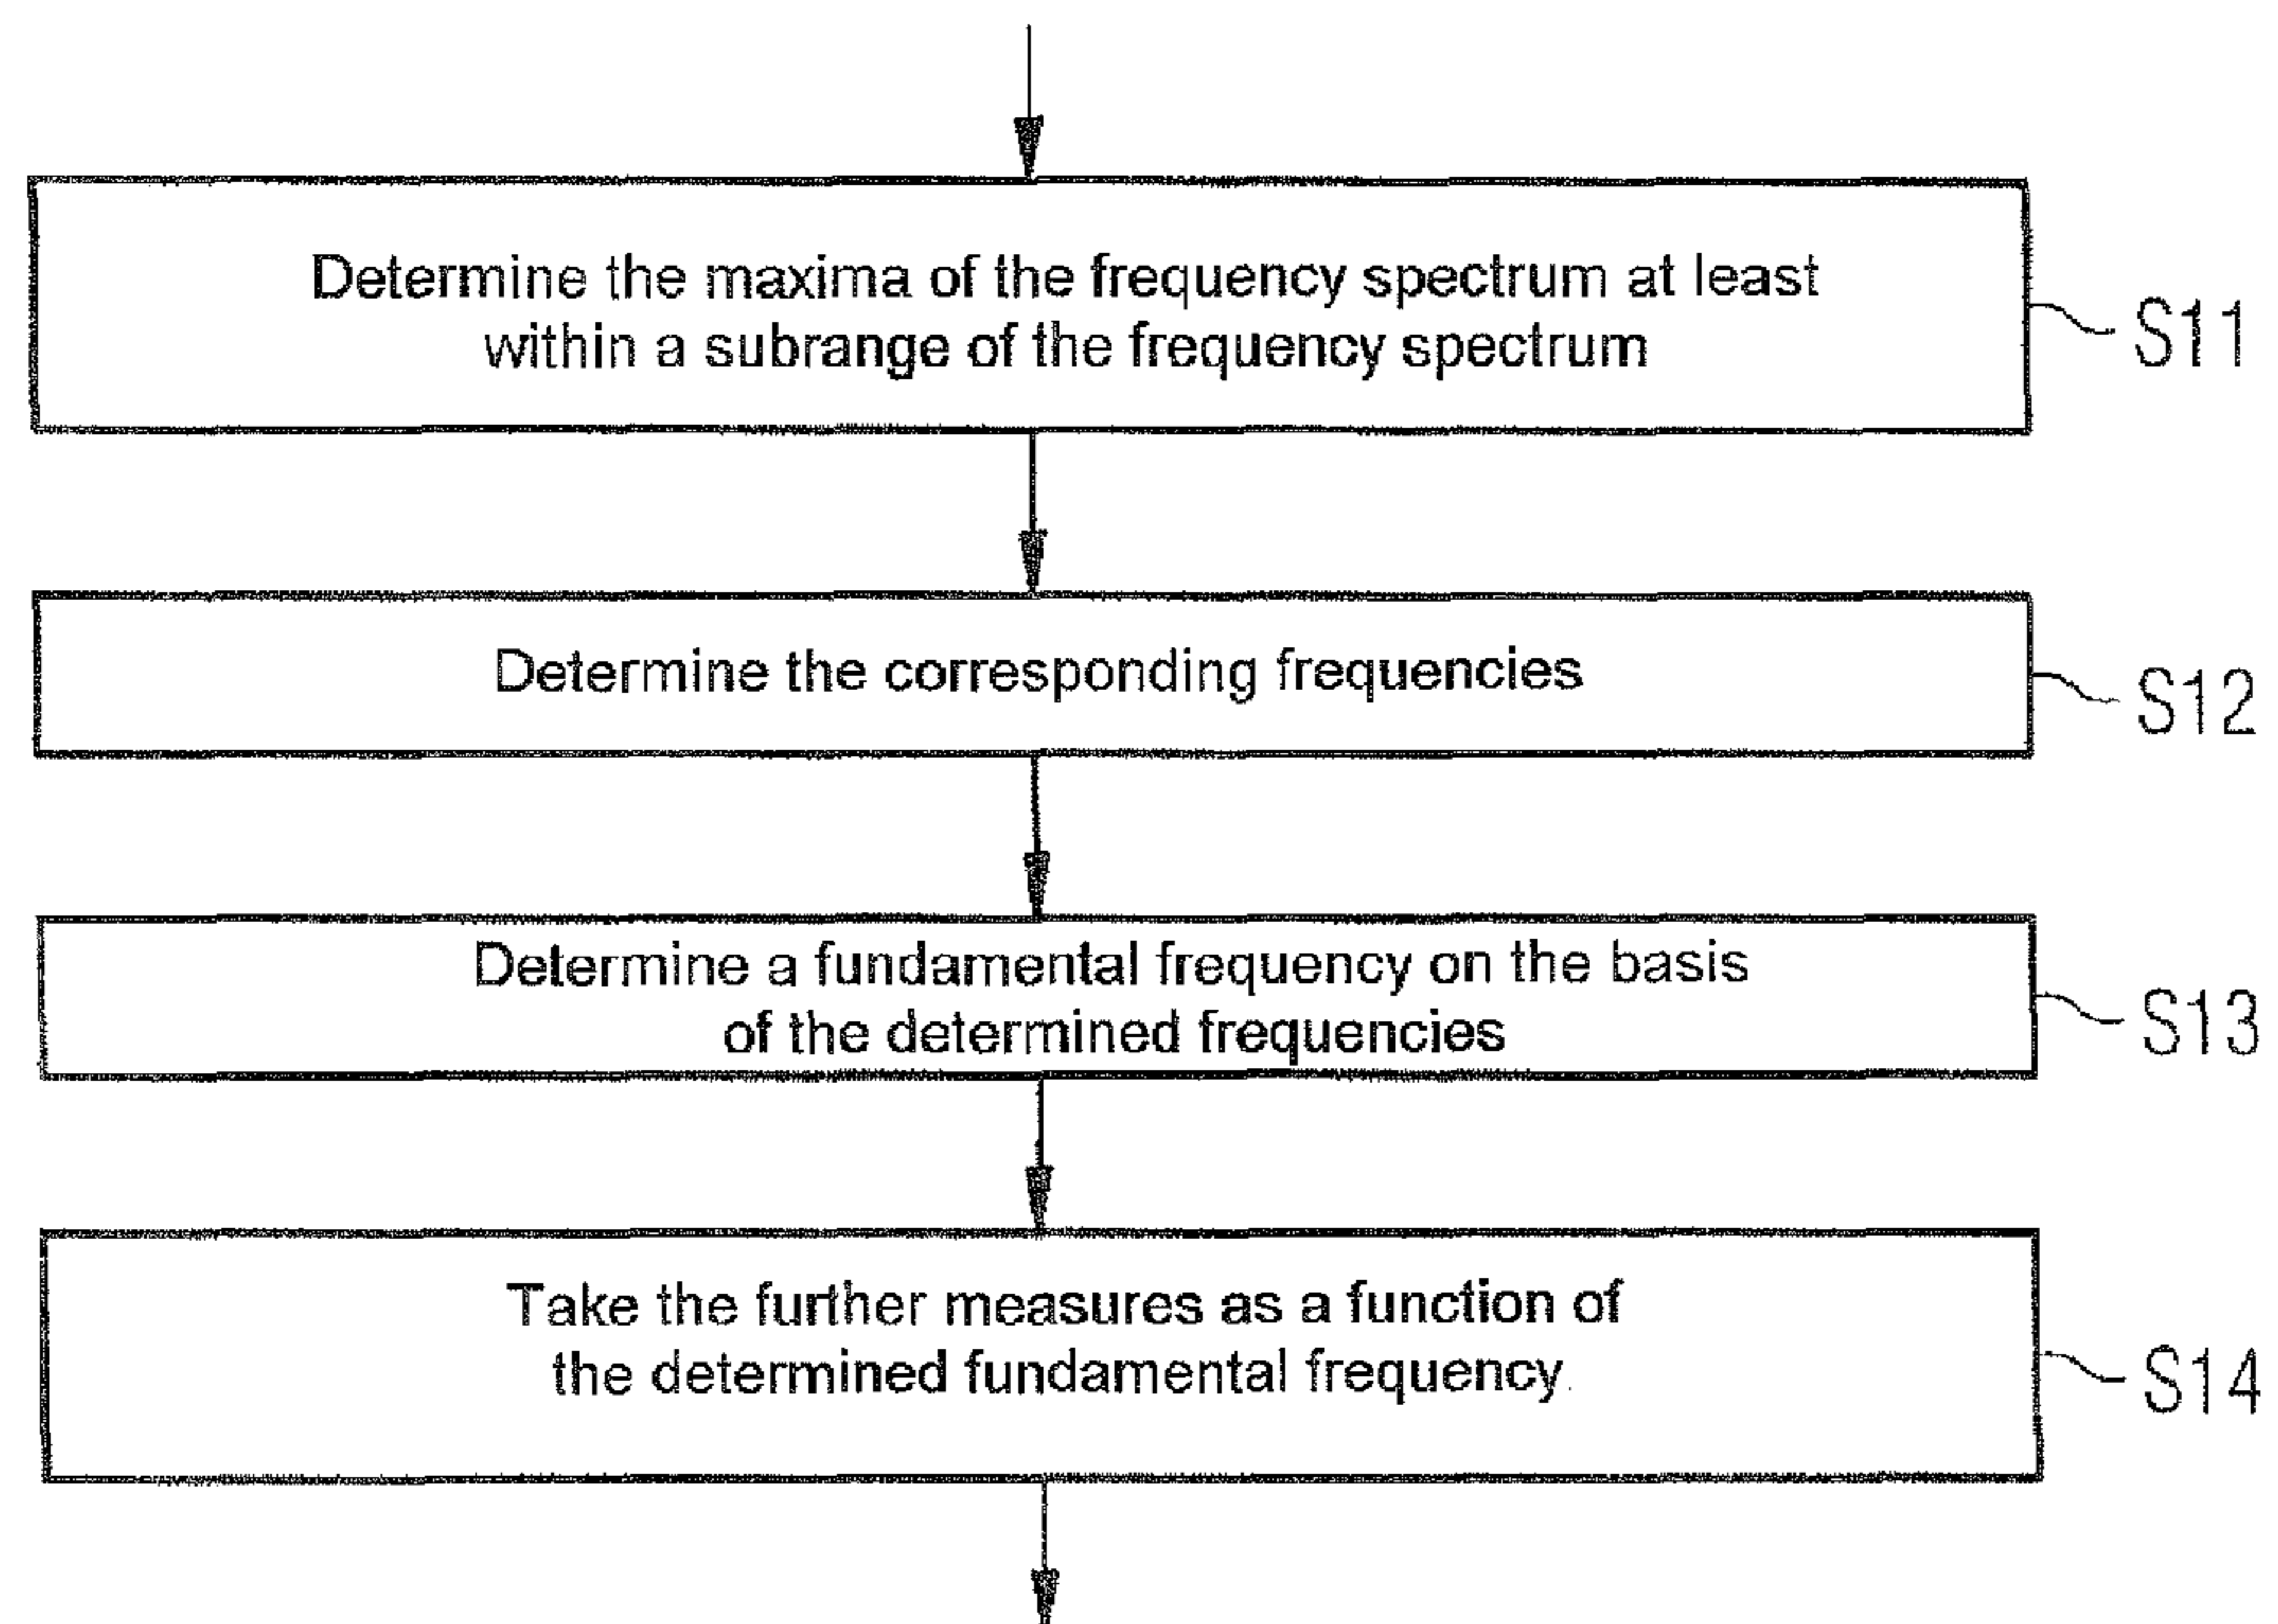 Determine the maxima of the frequency spectrum at least
within a subrange of the frequency spectrum
S11
Determine the corresponding frequencies
S12
Determine a fundamental frequency on the basis
of the determined frequencies
S13
Take the further measures as a function of
the determined fundamental frequency.
S14